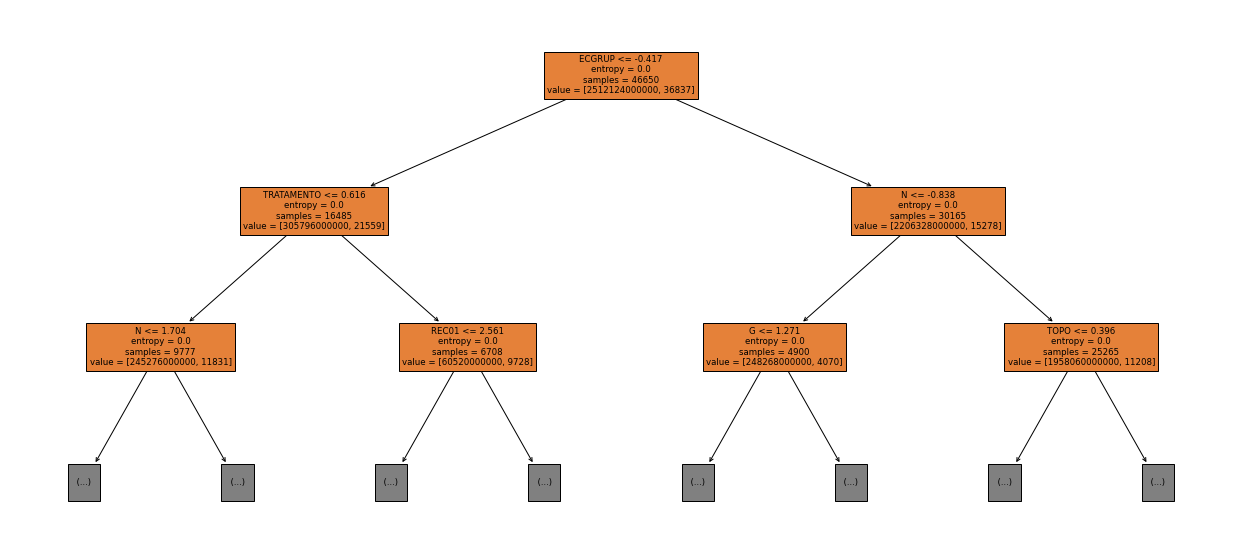 ECGRUP <= -0.417
entropy = 0.0
samples = 46650
value = [2512124000000, 36837]
TRATAMENTO <= 0.616
entropy = 0.0
samples = 16485
value = [305796000000, 21559]
N <= -0.838
entropy = 0.0
samples = 30165
value = [2206328000000, 15278]
N <= 1.704
entropy = 0.0
samples = 9777
value = [245276000000, 11831]
REC01 <= 2.561
entropy = 0.0
samples = 6708
value = [60520000000, 9728]
G <= 1.271
entropy = 0.0
samples = 4900
value = [248268000000, 4070]
TOPO <= 0.396
entropy = 0.0
samples = 25265
value = [1958060000000, 11208]
(...)
(...)
(...)
(...)
(...)
(...)
(...)
(...)